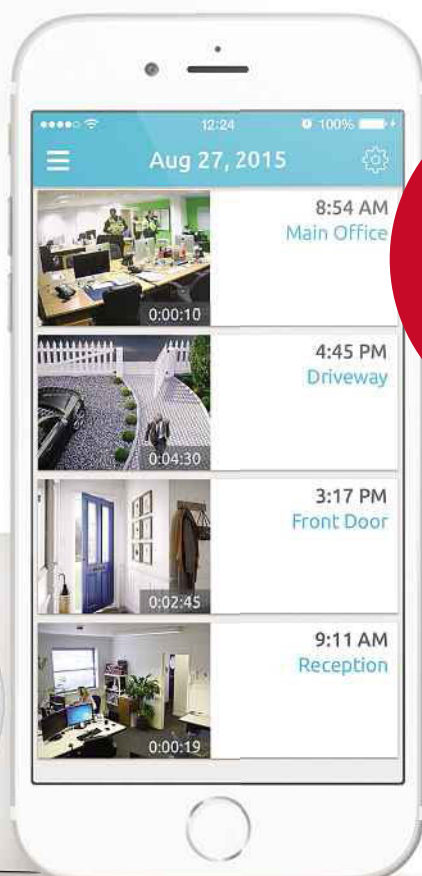 12:24
100%
Aug 27, 2015
8:54 AM
Main Office
0:00:10
4:45 PM
Driveway
0:04:30
3:17 PM
Front Door
0:02:45
9:11 AM
Reception
0:00:19